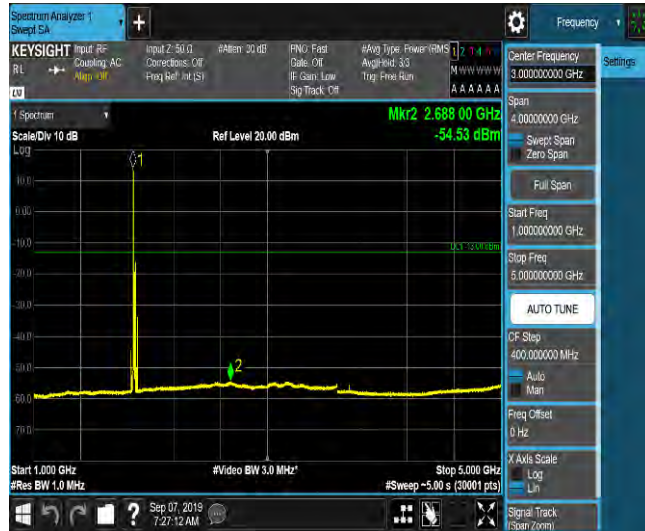 Spectrum Analyzer 1
Swept SA
Frequency
KEYSIGHT
Input: RF
Coupling: AC
Align: Off
Input Z: 50 Ω
Corrections: Off
Freq Ref: Int (S)
#Atten: 30 dB
PNO: Fast
Gate: Off
IF Gain: Low
Sig Track: Off
#Avg Type: Power (RMS
Avg|Hold: 3/3
Trig: Free Run
1 2 3 4
M W W W W W
A A A A A A
RL
LXI
1 Spectrum
Mkr2 2.688 00 GHz
Scale/Div 10 dB
Ref Level 20.00 dBm
-54.53 dBm
Log
1
10.0
0.00
-10.0
DL1 -13.00 dBm
-20.0
-30.0
-40.0
-50.0
2
-60.0
-70.0
Start 1.000 GHz
#Video BW 3.0 MHz*
Stop 5.000 GHz
#Res BW 1.0 MHz
#Sweep ~5.00 s (30001 pts)
Sep 07, 2019
7:27:12 AM
Center Frequency
3.000000000 GHz
Settings
Span
4.00000000 GHz
Swept Span
Zero Span
Full Span
Start Freq
1.000000000 GHz
Stop Freq
5.000000000 GHz
AUTO TUNE
CF Step
400.000000 MHz
Auto
Man
Freq Offset
0 Hz
X Axis Scale
Log
Lin
Signal Track
(Span Zoom)